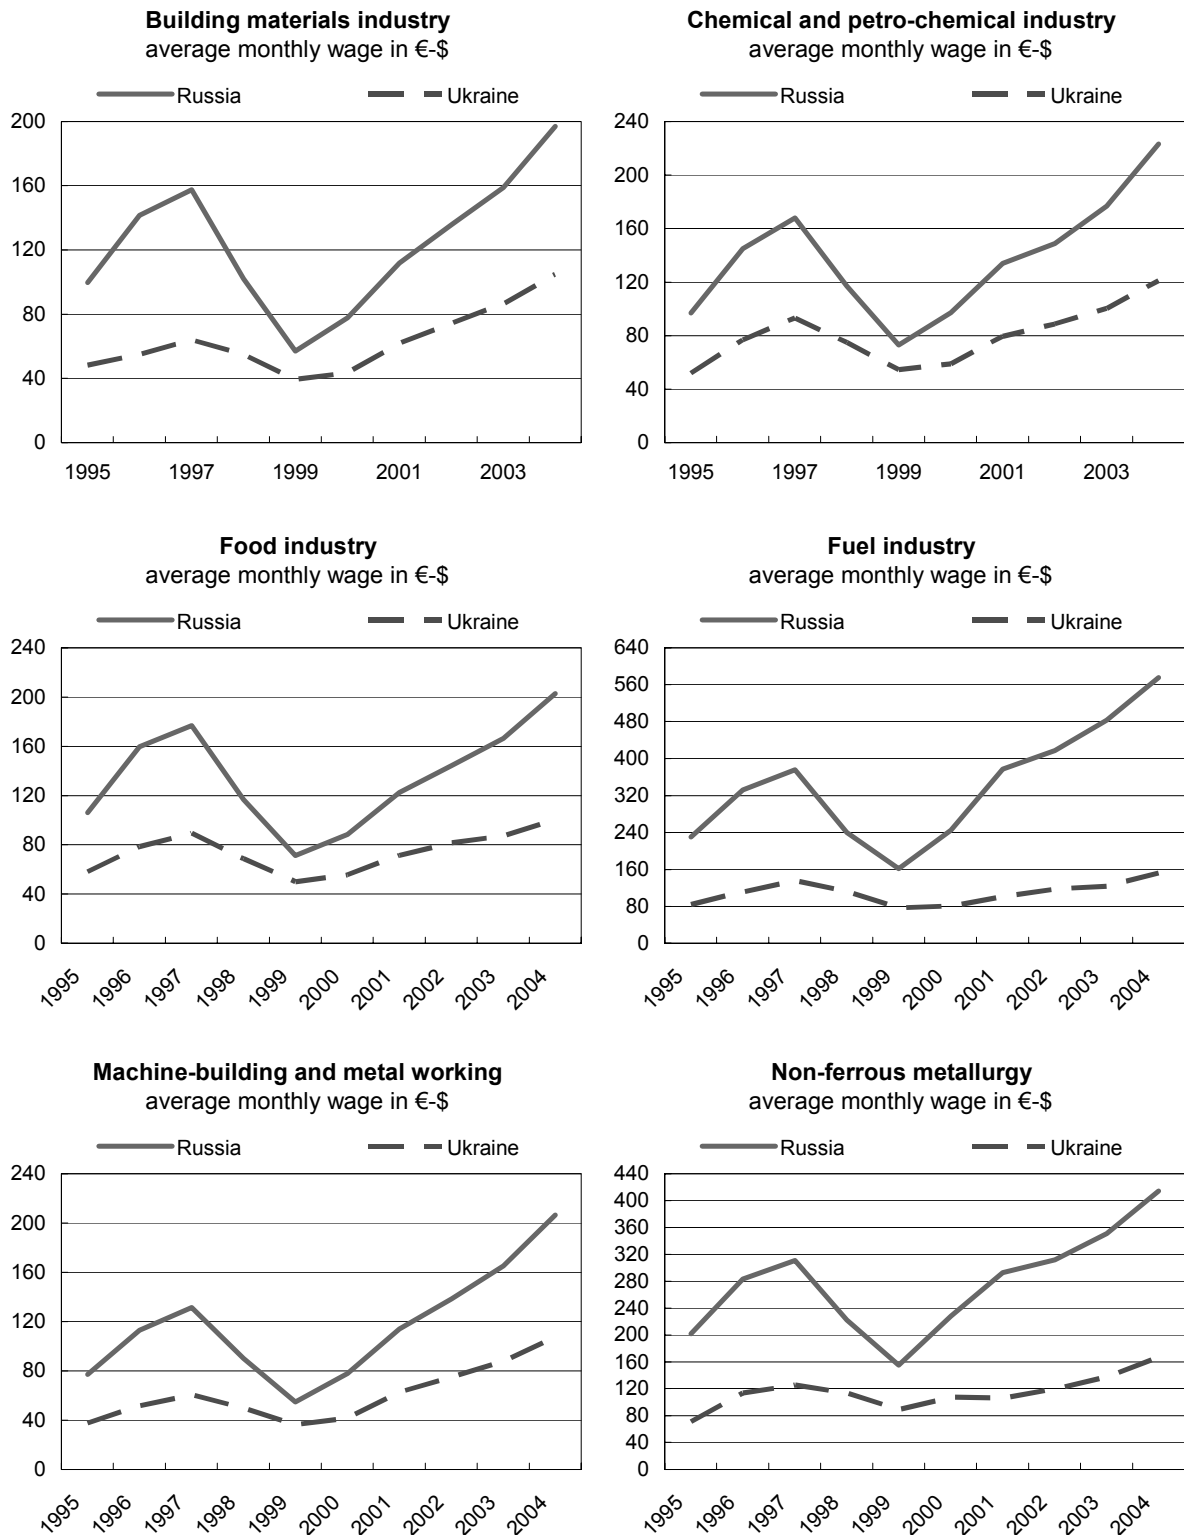 Building materials industry
average monthly wage in €-$
Russia Ukraine
200
160
120
80
40
0
1995 1997 1999 2001 2003
Chemical and petro-chemical industry
average monthly wage in €-$
Russia Ukraine
240
200
160
120
80
40
0
1995 1997 1999 2001 2003
Food industry
average monthly wage in €-$
Russia Ukraine
240
200
160
120
80
40
0
1995 1996 1997 1998 1999 2000 2001 2002 2003 2004
Fuel industry
average monthly wage in €-$
Russia Ukraine
640
560
480
400
320
240
160
80
0
1995 1996 1997 1998 1999 2000 2001 2002 2003 2004
Machine-building and metal working
average monthly wage in €-$
Russia Ukraine
240
200
160
120
80
40
0
1995 1996 1997 1998 1999 2000 2001 2002 2003 2004
Non-ferrous metallurgy
average monthly wage in €-$
Russia Ukraine
440
400
360
320
280
240
200
160
120
80
40
0
1995 1996 1997 1998 1999 2000 2001 2002 2003 2004